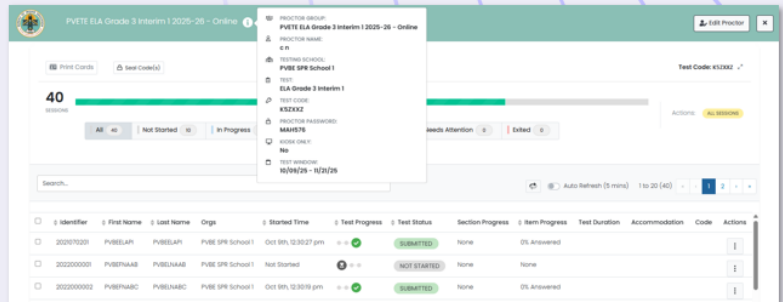 PVETE ELA Grade 3 Interim 1 2025-26 - Online
Edit Proctor
PROCTOR GROUP:
PVETE ELA Grade 3 Interim 1 2025-26 - Online
PROCTOR NAME:
c n
TESTING SCHOOL:
PVBE SPR School 1
TEST:
ELA Grade 3 Interim 1
TEST CODE:
K5ZXXZ
PROCTOR PASSWORD:
MAH576
KIOSK ONLY:
No
TEST WINDOW:
10/09/25 - 11/21/25
Print Cards
Seal Code(s)
Test Code: K5ZXXZ
40
SESSIONS
Actions: ALL SESSIONS
All 40 Not Started 10 In Progress Needs Attention 0 Exited 0
Search...
Auto Refresh (5 mins) 1 to 20 (40) 1 2
Identifier First Name Last Name Orgs Started Time Test Progress Test Status Section Progress Item Progress Test Duration Accommodation Code Actions
2021070201 PVBEELAPI PVBEELAPI PVBE SPR School 1 Oct 9th, 12:30:27 pm SUBMITTED None 0% Answered
2022000001 PVBEPNAAB PVBELNAAB PVBE SPR School 1 Not Started NOT STARTED None None
2022000002 PVBEPNABC PVBELNABC PVBE SPR School 1 Oct 9th, 12:30:19 pm SUBMITTED None 0% Answered